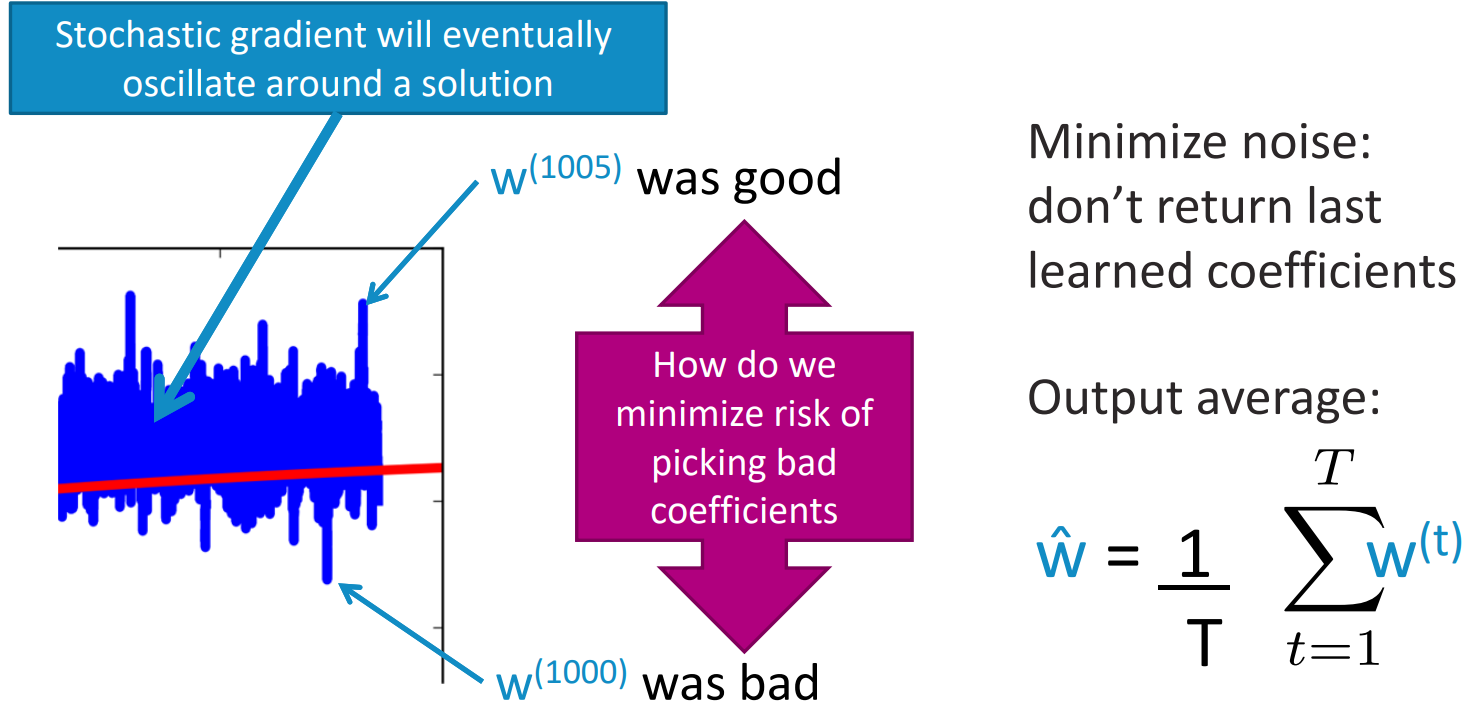 Stochastic gradient will eventually
oscillate around a solution
w(1005) was good
How do we
minimize risk of
picking bad
coefficients
w(1000) was bad
Minimize noise:
don’t return last
learned coefficients
Output average:
ŵ = 1/T ∑ t=1 T w(t)